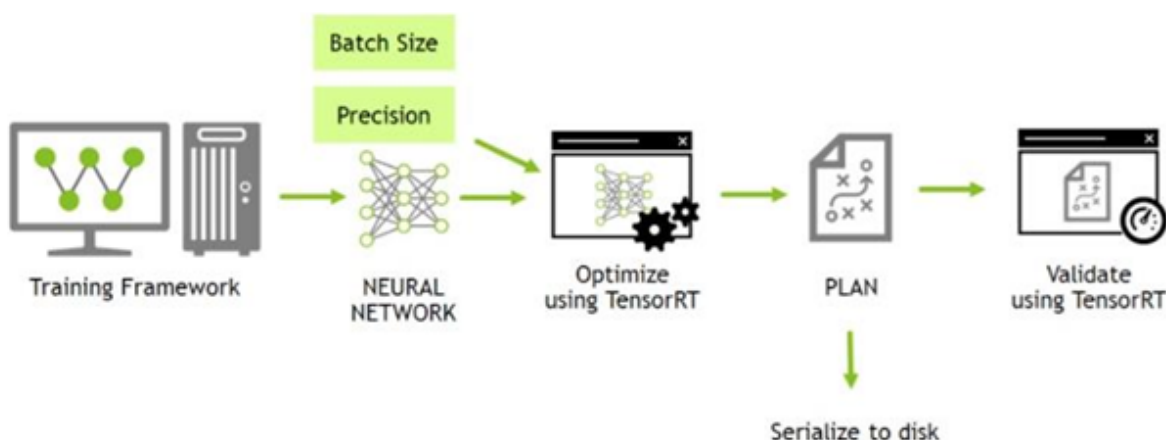 Batch Size
Precision
Training Framework
NEURAL
NETWORK
Optimize
using TensorRT
PLAN
Validate
using TensorRT
Serialize to disk